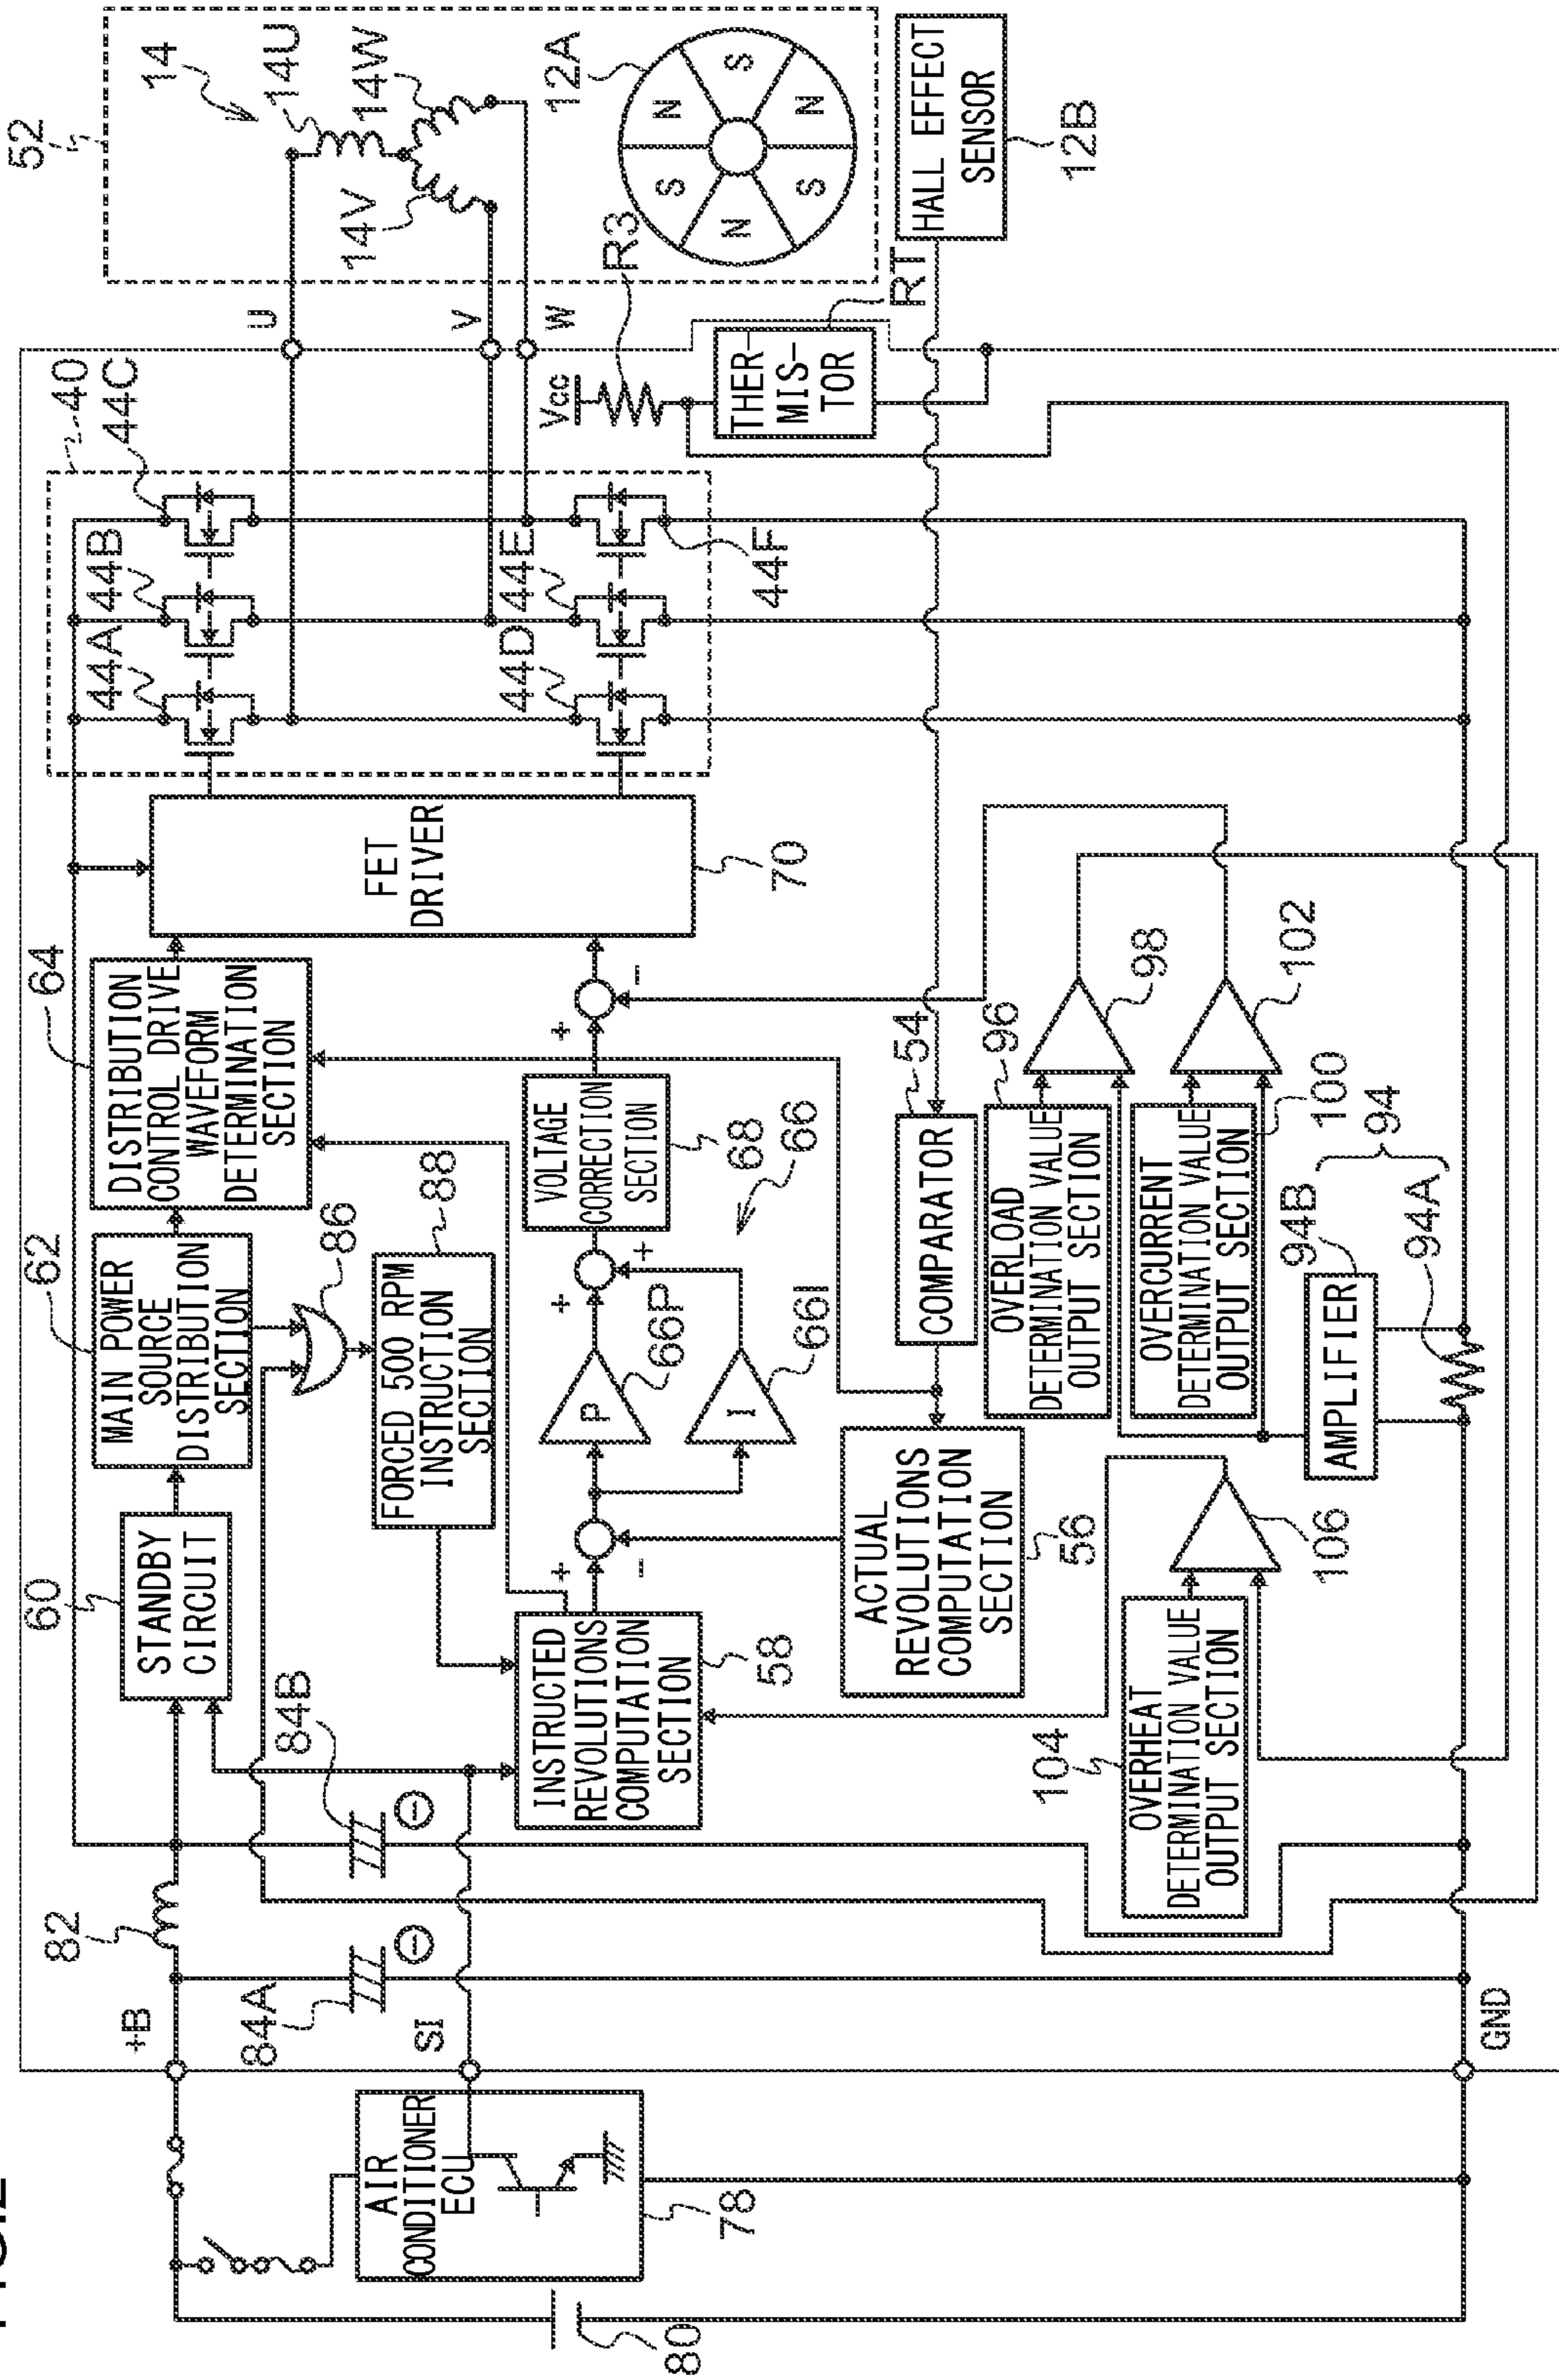 52
14
14U
14W
14V
12A
N
S
N
S
N
S
HALL EFFECT
SENSOR
12B
R3
RT
U
V
W
Vcc
THER-
MIS-
TOR
40
44C
44B
44A
44D
44E
44F
FET
DRIVER
70
64
DISTRIBUTION
CONTROL DRIVE
WAVEFORM
DETERMINATION
SECTION
62
MAIN POWER
SOURCE
DISTRIBUTION
SECTION
60
STANDBY
CIRCUIT
86
88
FORCED 500 RPM
INSTRUCTION
SECTION
VOLTAGE
CORRECTION
SECTION
68
66
66P
P
66I
I
+
-
+
+
+
-
INSTRUCTED
REVOLUTIONS
COMPUTATION
SECTION
58
54
COMPARATOR
ACTUAL
REVOLUTIONS
COMPUTATION
SECTION
56
96
OVERLOAD
DETERMINATION VALUE
OUTPUT SECTION
98
OVERCURRENT
DETERMINATION VALUE
OUTPUT SECTION
100
102
94
94B
94A
AMPLIFIER
104
OVERHEAT
DETERMINATION VALUE
OUTPUT SECTION
106
82
84B
84A
+B
SI
GND
AIR
CONDITIONER
ECU
78
80